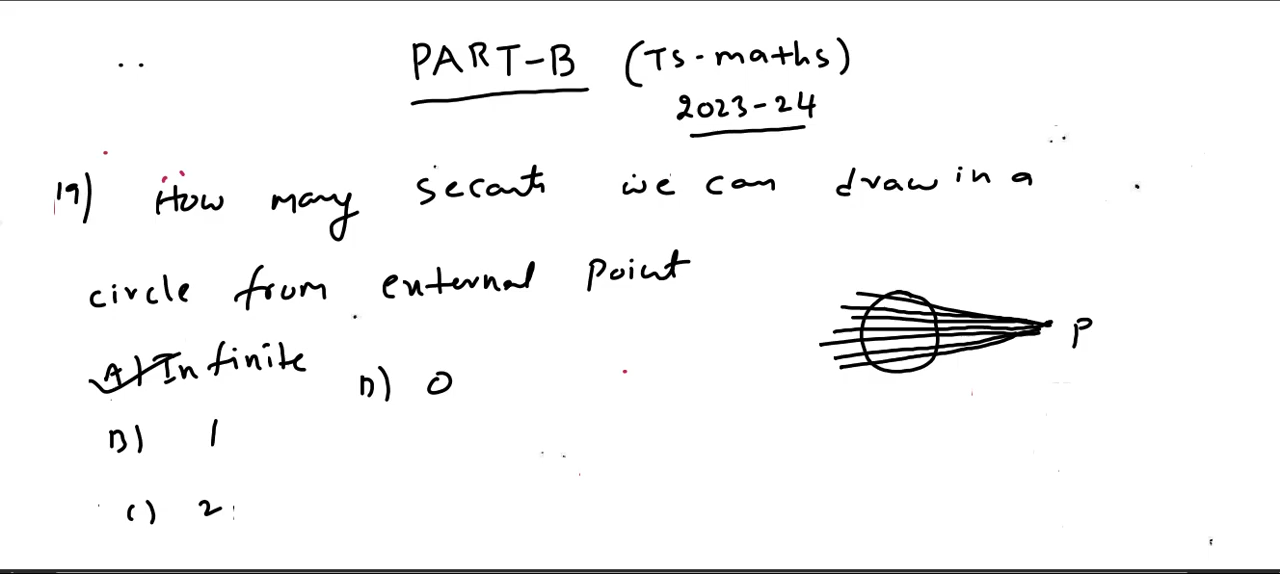 PART-B (TS-maths)
2023-24
19) How many secants we can draw in a
circle from external point
A) Infinite
D) 0
B) 1
C) 2
P